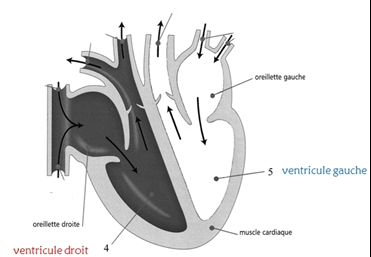 oreillette gauche
5 ventricule gauche
oreillette droite
muscle cardiaque
ventricule droit 4